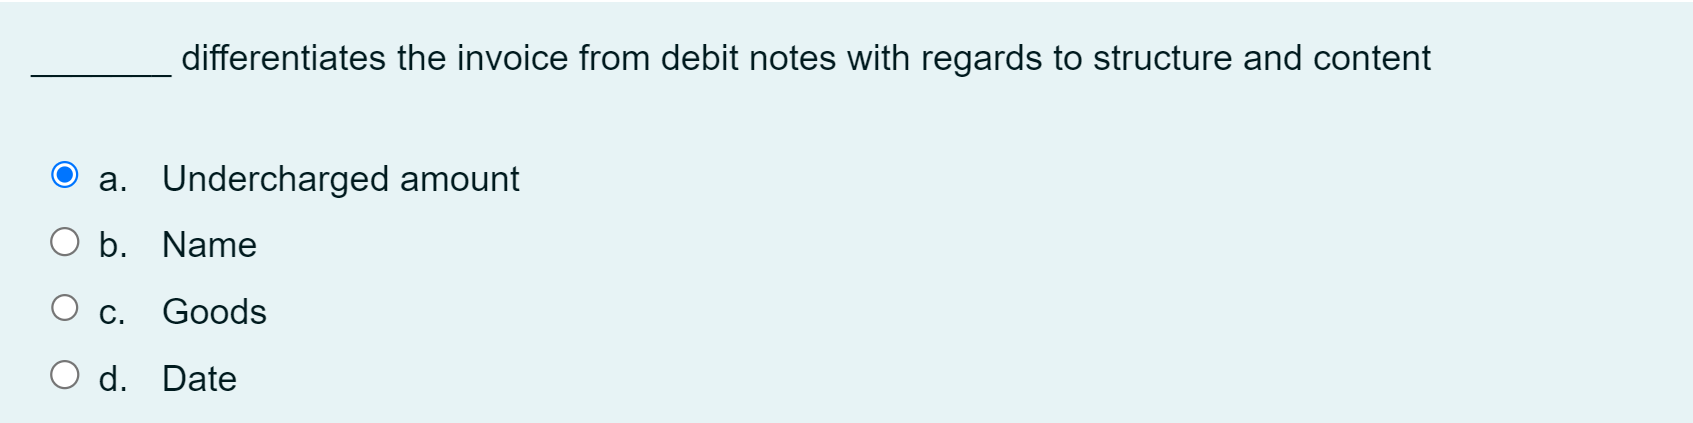 _______ differentiates the invoice from debit notes with regards to structure and content
a. Undercharged amount
b. Name
c. Goods
d. Date